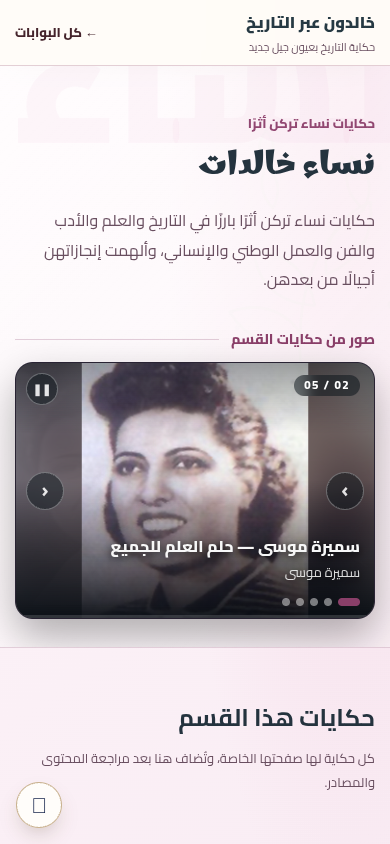 خالدون عبر التاريخ
حكاية التاريخ بعيون جيل جديد
← كل البوابات
حكايات نساء تركن أثرًا
نساء خالدات
حكايات نساء تركن أثرًا بارزًا في التاريخ والعلم والأدب
والفن والعمل الوطني والإنساني، وألهمت إنجازاتهن
أجيالًا من بعدهن.
صور من حكايات القسم
05 / 02
سميرة موسى — حلم العلم للجميع
سميرة موسى
حكايات هذا القسم
كل حكاية لها صفحتها الخاصة، وتُضاف هنا بعد مراجعة المحتوى
والمصادر.